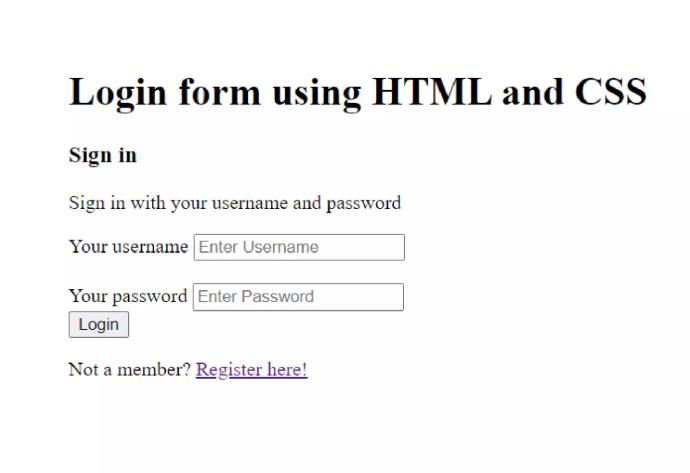 Login form using HTML and CSS
Sign in
Sign in with your username and password
Your username Enter Username
Your password Enter Password
Login
Not a member? Register here!